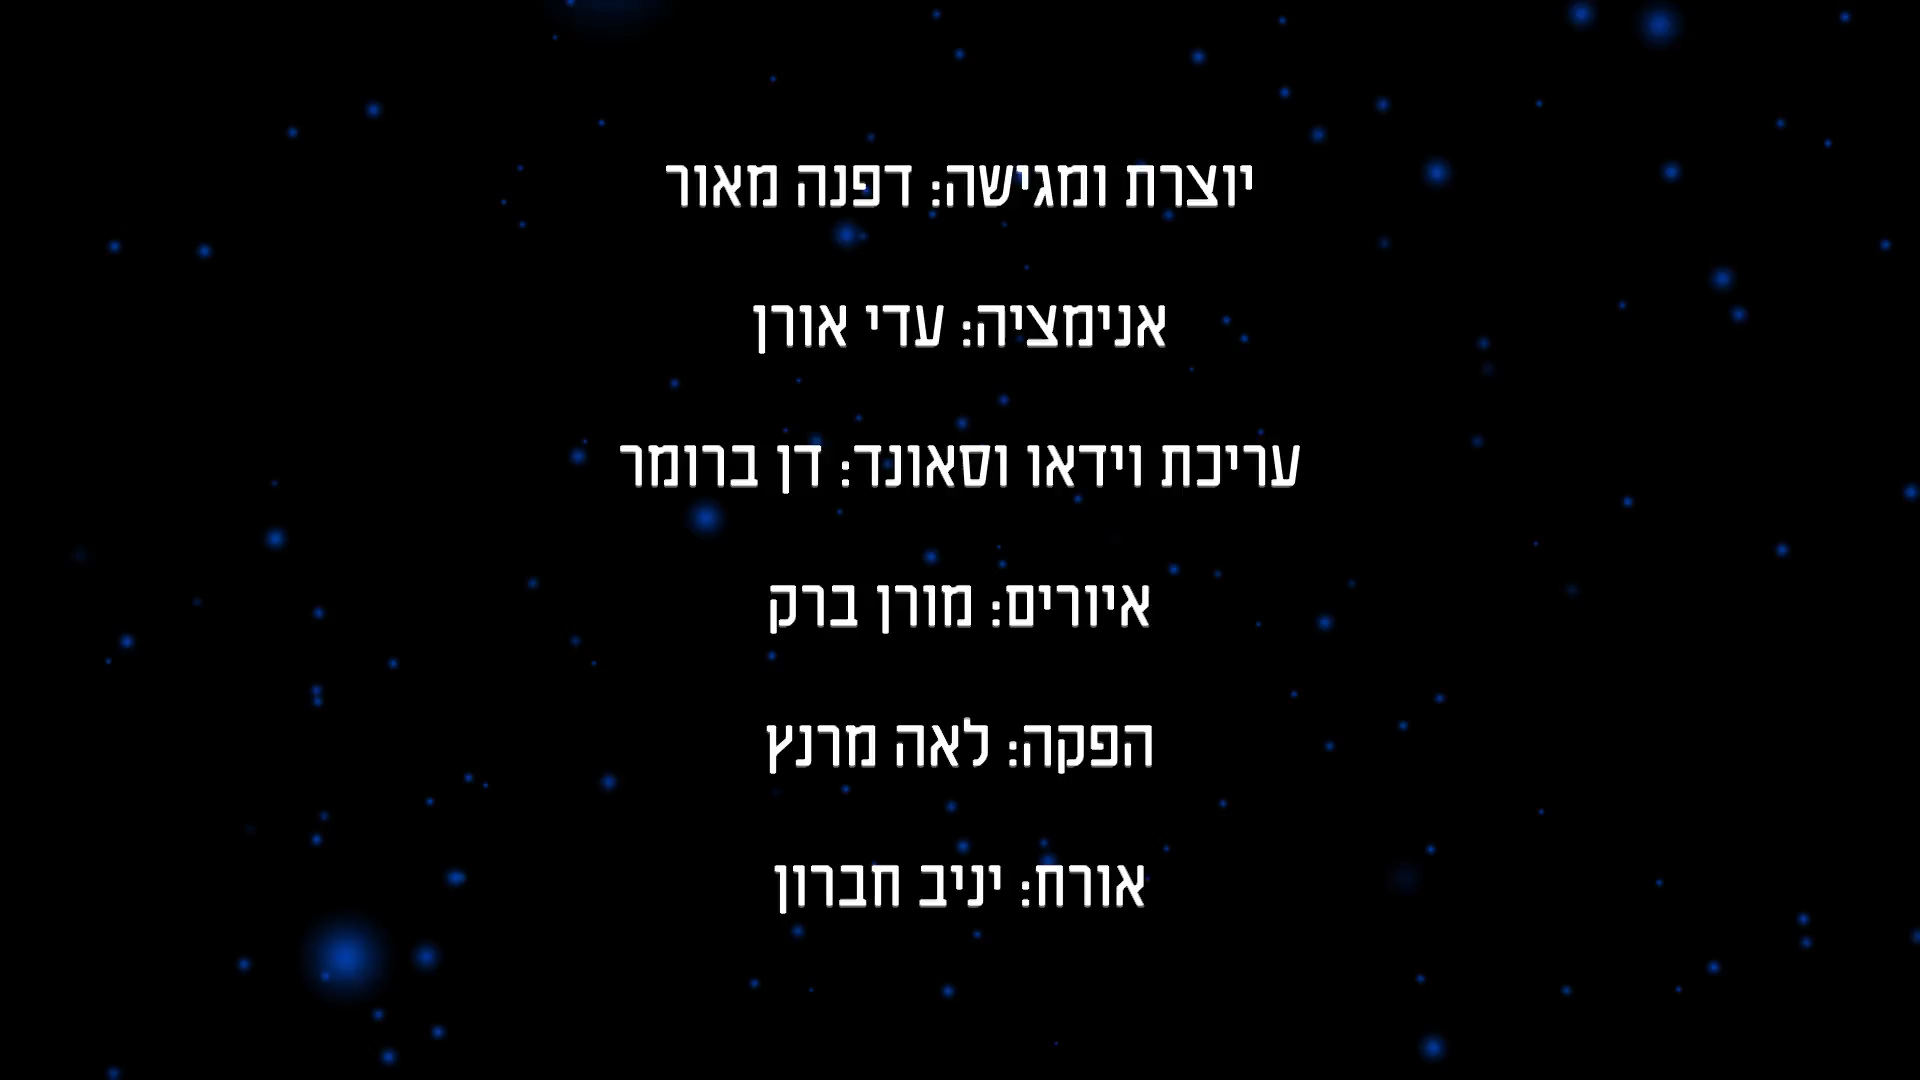 יוצרת ומגישה: דפנה מאור
אנימציה: עדי אורן
עריכת וידאו וסאונד: דן ברומר
איורים: מורן ברק
הפקה: לאה מרנץ
אורח: יניב חברון